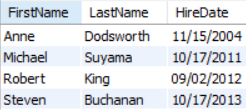 FirstName LastName HireDate
Anne Dodsworth 11/15/2004
Michael Suyama 10/17/2011
Robert King 09/02/2012
Steven Buchanan 10/17/2013